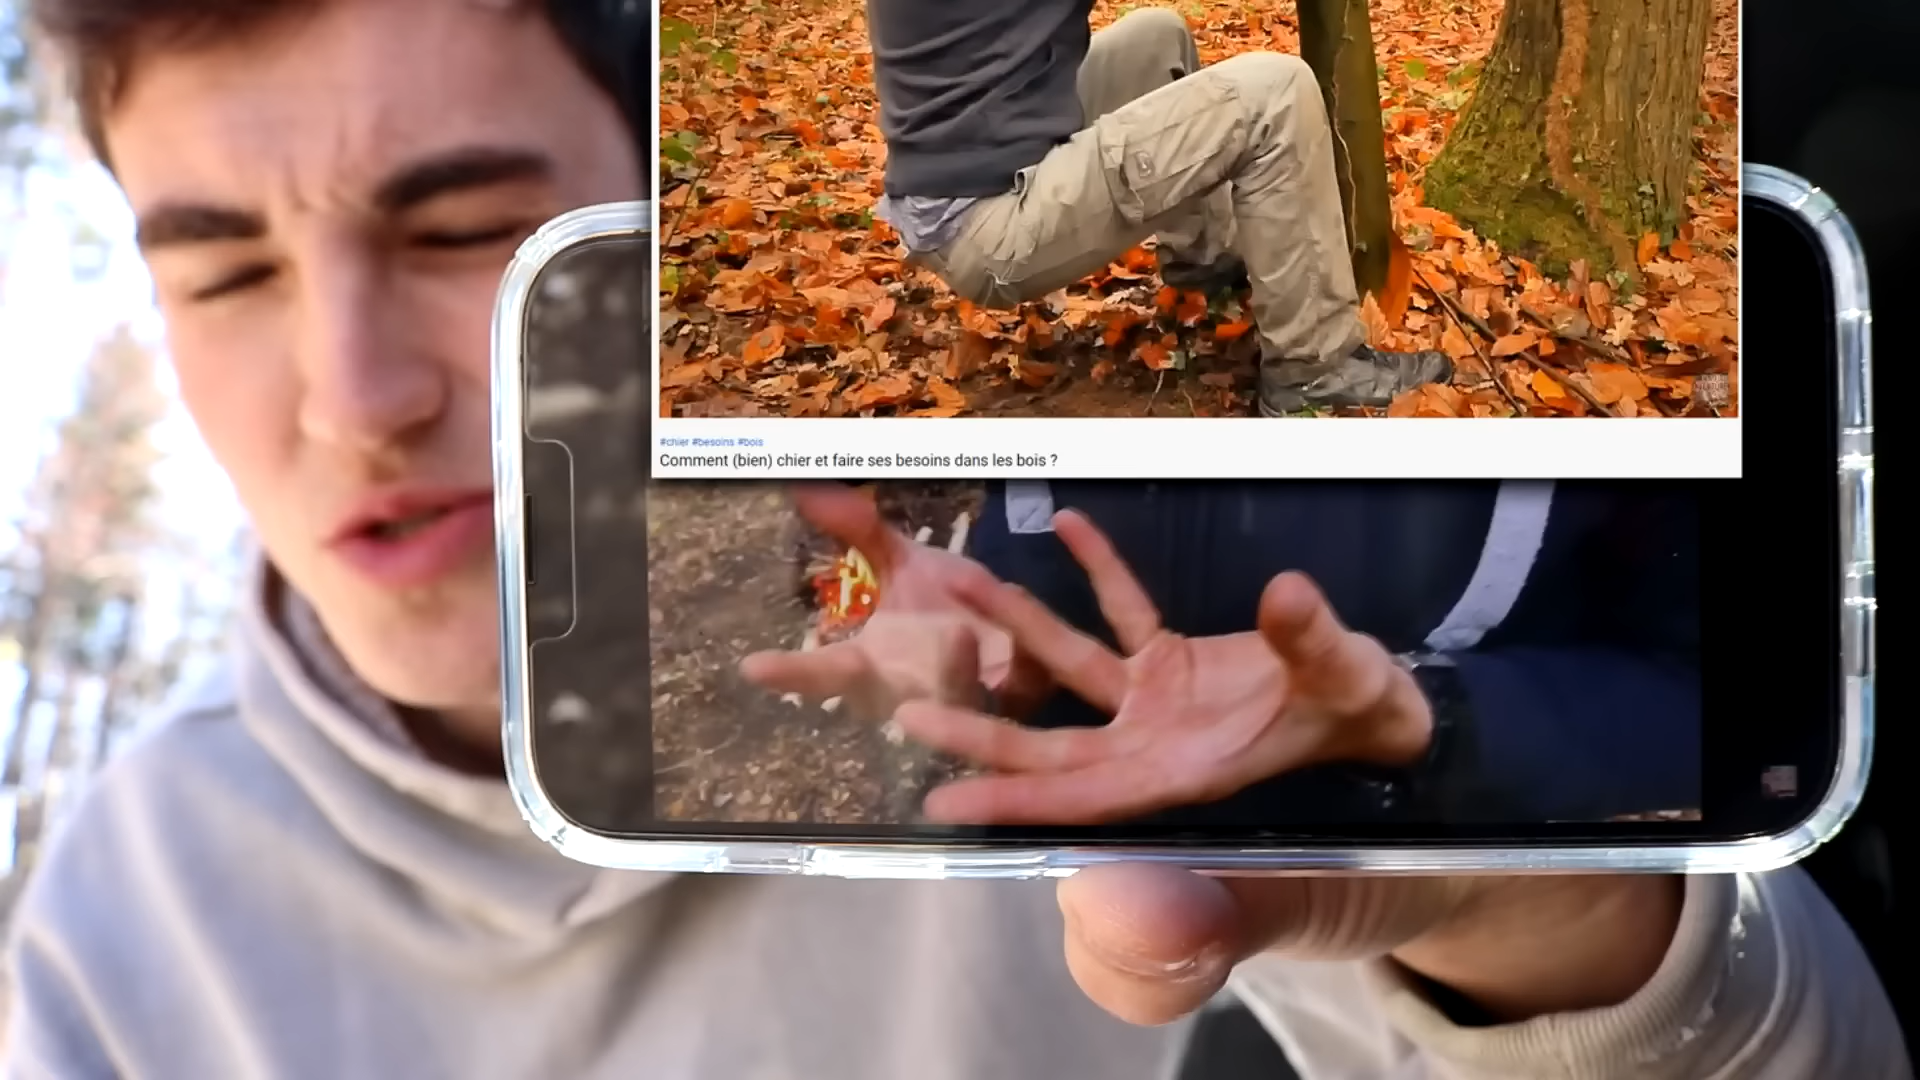 #chier #besoins #bois
Comment (bien) chier et faire ses besoins dans les bois ?